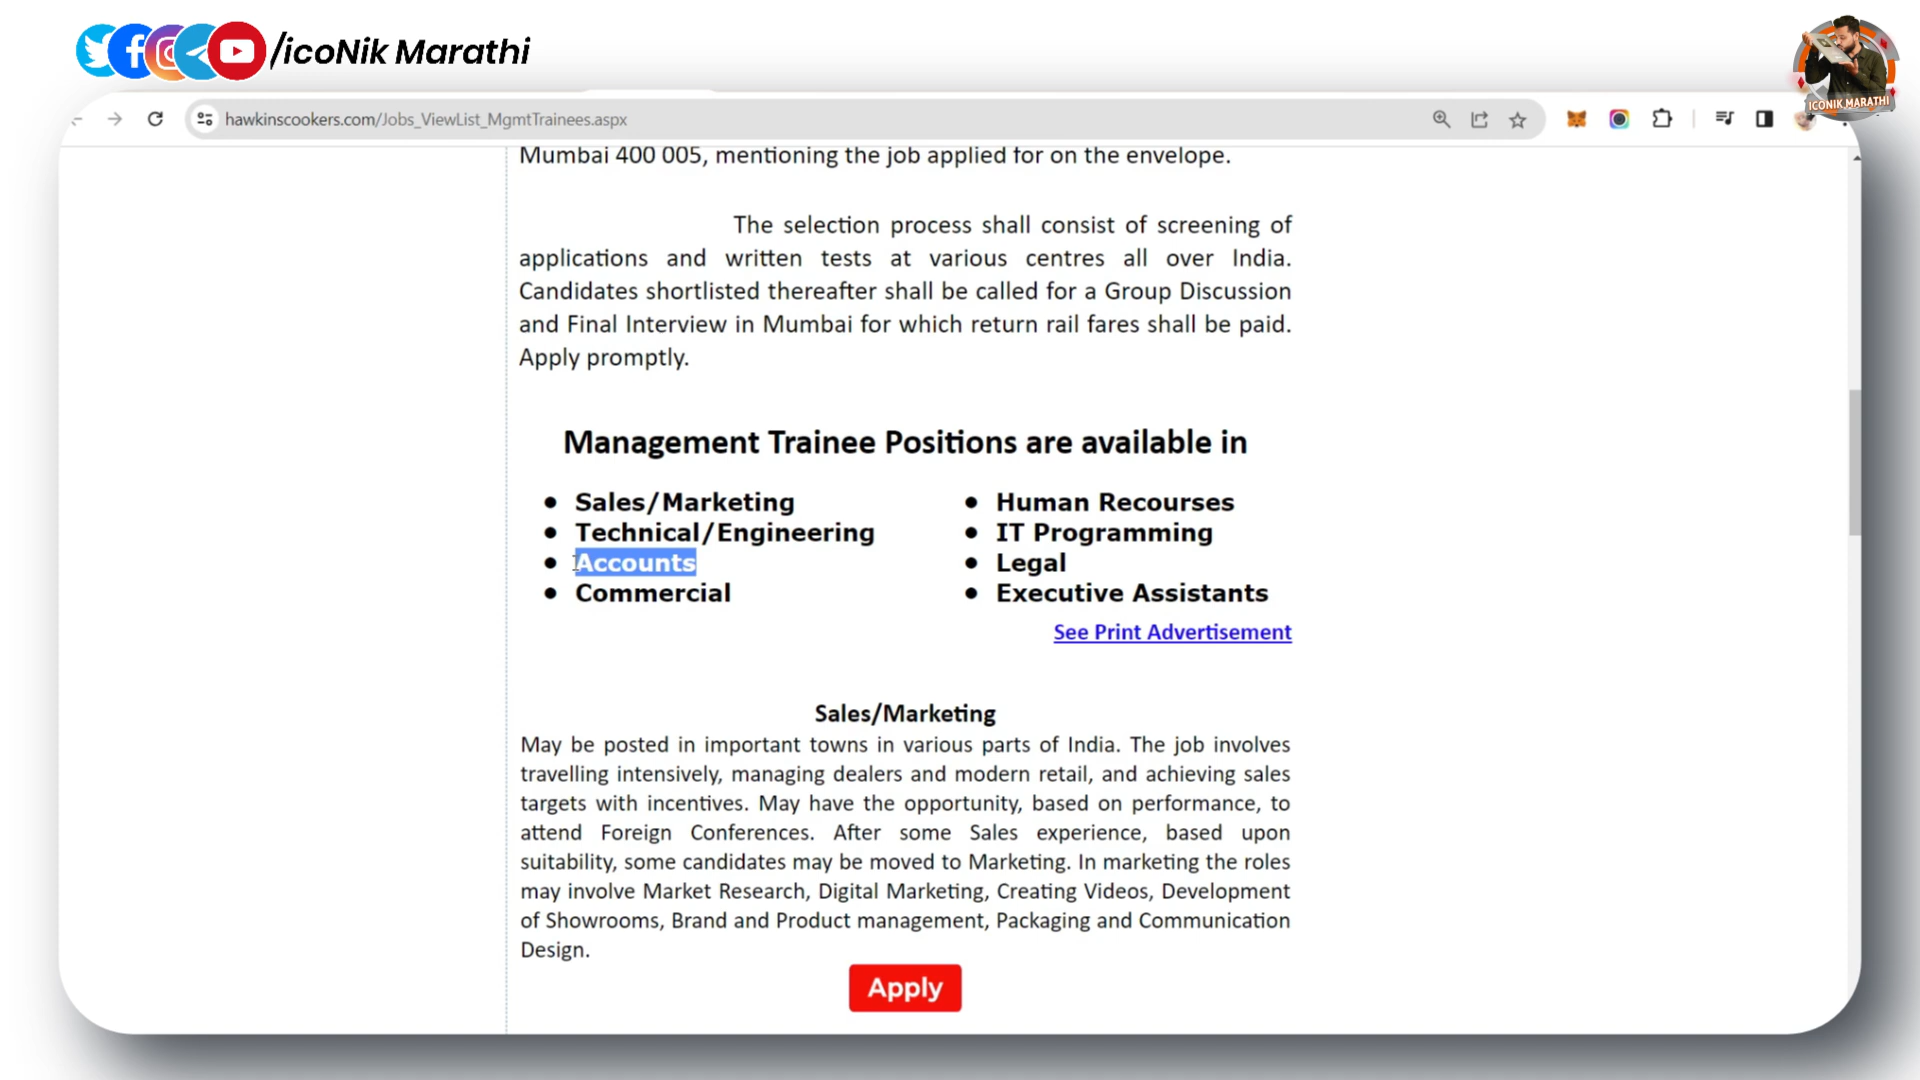 /icoNik Marathi
ICONIK MARATHI
hawkinscookers.com/Jobs_ViewList_MgmtTrainees.aspx
Mumbai 400 005, mentioning the job applied for on the envelope.
The selection process shall consist of screening of
applications and written tests at various centres all over India.
Candidates shortlisted thereafter shall be called for a Group Discussion
and Final Interview in Mumbai for which return rail fares shall be paid.
Apply promptly.
Management Trainee Positions are available in
Sales/Marketing
Technical/Engineering
Accounts
Commercial
Human Recourses
IT Programming
Legal
Executive Assistants
See Print Advertisement
Sales/Marketing
May be posted in important towns in various parts of India. The job involves
travelling intensively, managing dealers and modern retail, and achieving sales
targets with incentives. May have the opportunity, based on performance, to
attend Foreign Conferences. After some Sales experience, based upon
suitability, some candidates may be moved to Marketing. In marketing the roles
may involve Market Research, Digital Marketing, Creating Videos, Development
of Showrooms, Brand and Product management, Packaging and Communication
Design.
Apply